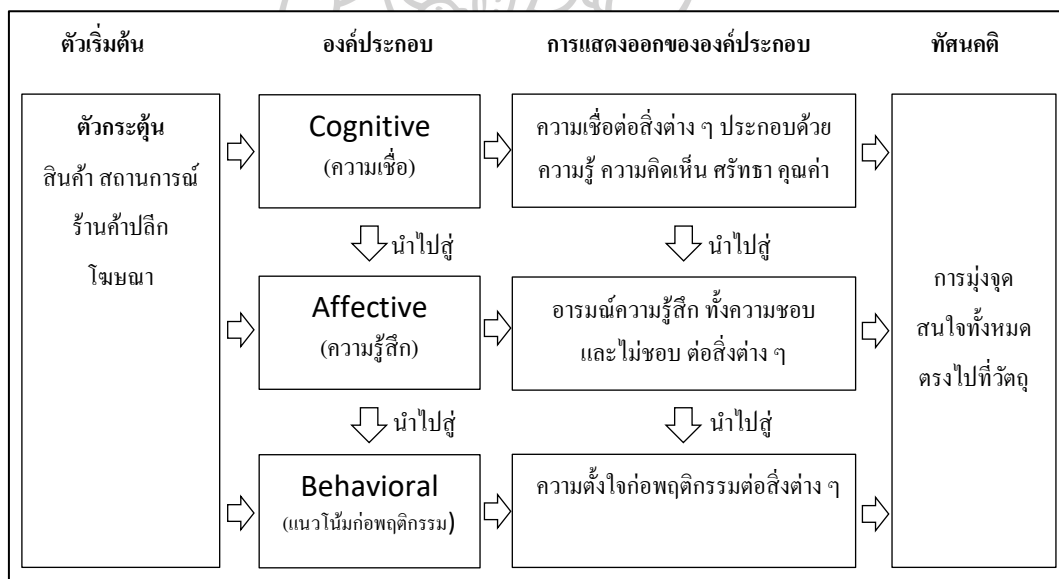 ตัวเริ่มต้น องค์ประกอบ การแสดงออกขององค์ประกอบ ทัศนคติ
ตัวกระตุ้น
สินค้า สถานการณ์
ร้านค้าปลีก
โฆษณา
Cognitive
(ความเชื่อ)
ความเชื่อต่อสิ่งต่าง ๆ ประกอบด้วย
ความรู้ ความคิดเห็น ศรัทธา คุณค่า
นำไปสู่
นำไปสู่
Affective
(ความรู้สึก)
อารมณ์ความรู้สึก ทั้งความชอบ
และไม่ชอบ ต่อสิ่งต่าง ๆ
นำไปสู่
นำไปสู่
Behavioral
(แนวโน้มก่อพฤติกรรม)
ความตั้งใจก่อพฤติกรรมต่อสิ่งต่าง ๆ
การมุ่งจุด
สนใจทั้งหมด
ตรงไปที่วัตถุ